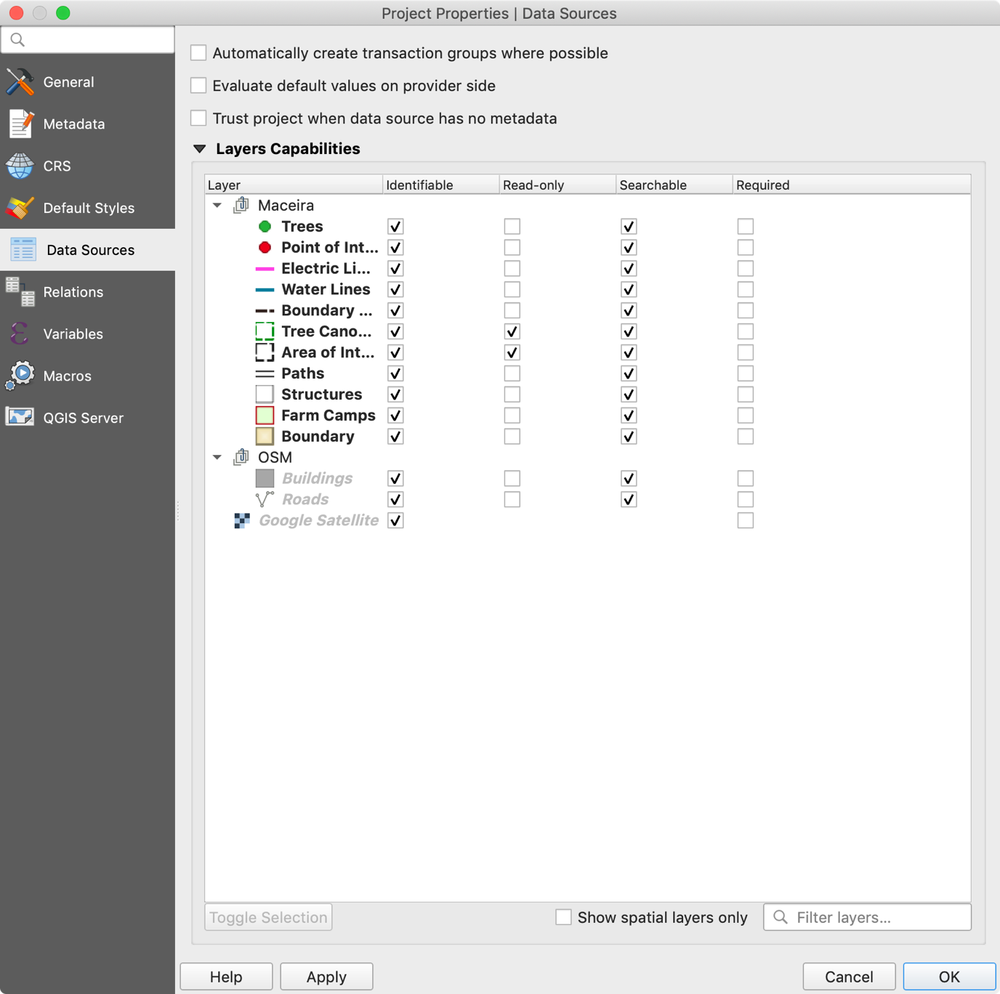 Project Properties | Data Sources
General
Metadata
CRS
Default Styles
Data Sources
Relations
Variables
Macros
QGIS Server
Automatically create transaction groups where possible
Evaluate default values on provider side
Trust project when data source has no metadata
Layers Capabilities
Layer Identifiable Read-only Searchable Required
Maceira
Trees
Point of Int...
Electric Li...
Water Lines
Boundary ...
Tree Cano...
Area of Int...
Paths
Structures
Farm Camps
Boundary
OSM
Buildings
Roads
Google Satellite
Toggle Selection Show spatial layers only Filter layers...
Help Apply Cancel OK